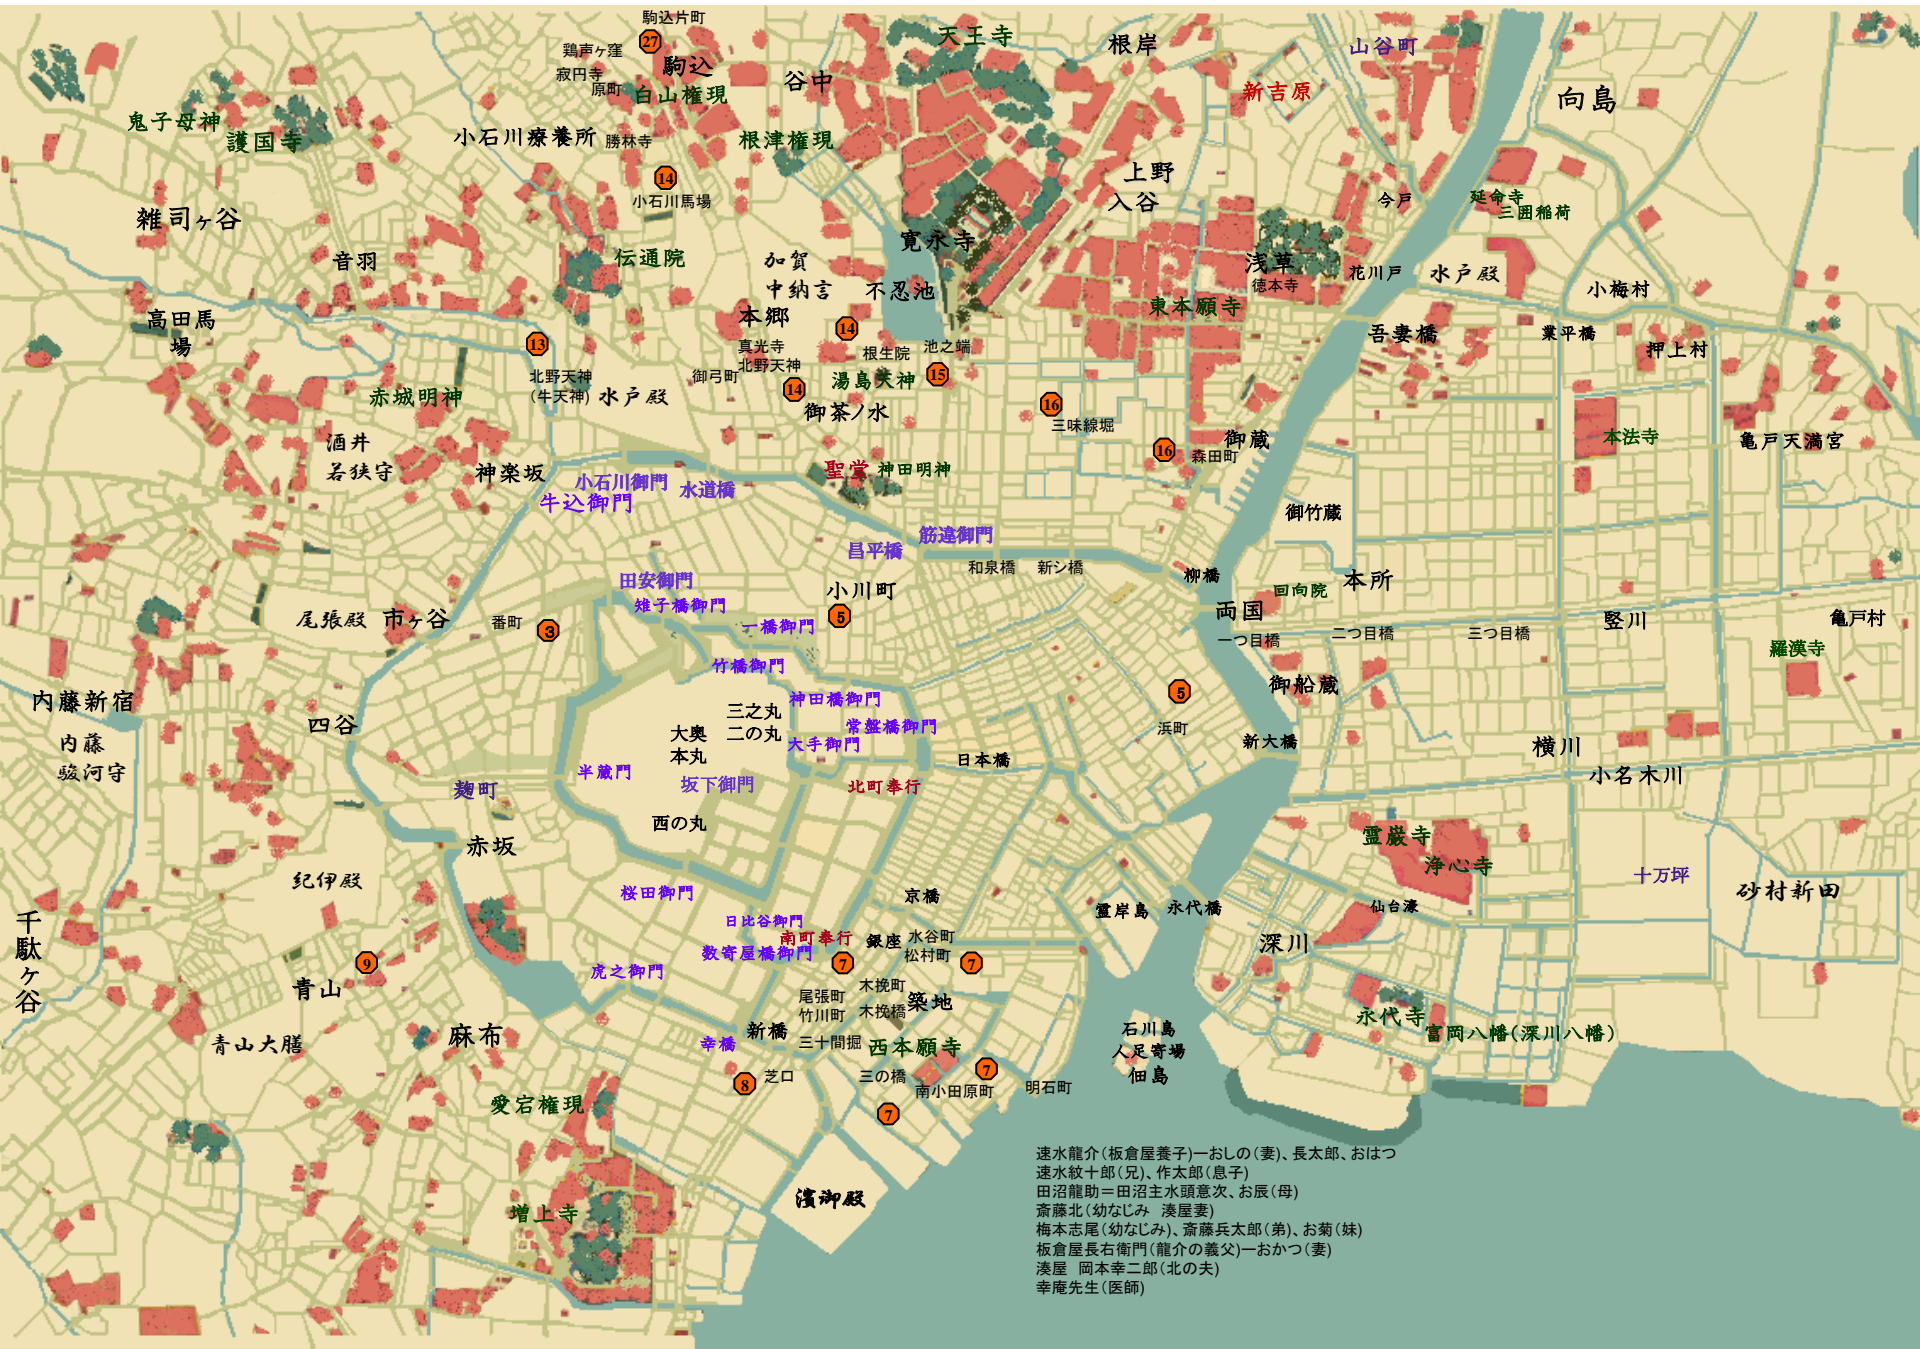 駒込片町
27
鶏声ヶ窪
駒込
寂円寺
原町
白山権現
天王寺
根岸
谷中
山谷町
新吉原
向島
鬼子母神
護国寺
小石川療養所
勝林寺
根津権現
14
小石川馬場
上野
入谷
今戸
延命寺
三囲稲荷
雑司ヶ谷
音羽
伝通院
加賀
中納言
寛永寺
不忍池
浅草
徳本寺
花川戸
水戸殿
小梅村
東本願寺
高田馬
場
本郷
14
真光寺
北野天神
根生院
池之端
吾妻橋
業平橋
押上村
13
北野天神
(牛天神)
水戸殿
御弓町
14
湯島天神
15
御茶ノ水
赤城明神
16
三味線堀
酒井
若狭守
神楽坂
聖堂
神田明神
16
森田町
御蔵
本法寺
亀戸天満宮
小石川御門
牛込御門
水道橋
御竹蔵
昌平橋
筋違御門
和泉橋
新シ橋
柳橋
田安御門
雉子橋御門
小川町
5
一橋御門
竹橋御門
回向院
本所
両国
一つ目橋
二つ目橋
三つ目橋
竪川
亀戸村
羅漢寺
尾張殿
市ヶ谷
番町
3
内藤新宿
内藤
駿河守
四谷
神田橋御門
常盤橋御門
大手御門
三之丸
二の丸
大奥
本丸
5
浜町
御船蔵
新大橋
日本橋
横川
小名木川
半蔵門
麹町
坂下御門
北町奉行
西の丸
赤坂
霊巌寺
浄心寺
十万坪
砂村新田
紀伊殿
桜田御門
京橋
霊岸島
永代橋
仙台濠
日比谷御門
南町奉行
数寄屋橋御門
銀座
水谷町
松村町
7
7
深川
千駄ヶ谷
9
青山
虎之御門
尾張町
竹川町
木挽町
木挽橋
築地
永代寺
富岡八幡(深川八幡)
青山大膳
麻布
新橋
幸橋
三十間掘
西本願寺
石川島
人足寄場
佃島
8
芝口
三の橋
7
南小田原町
明石町
7
愛宕権現
増上寺
濱御殿
速水龍介(板倉屋養子)ーおしの(妻)、長太郎、おはつ
速水紋十郎(兄)、作太郎(息子)
田沼龍助＝田沼主水頭意次、お辰(母)
斎藤北(幼なじみ　湊屋妻)
梅本志尾(幼なじみ)、斎藤兵太郎(弟)、お菊(妹)
板倉屋長右衛門(龍介の義父)ーおかつ(妻)
湊屋　岡本幸二郎(北の夫)
幸庵先生(医師)